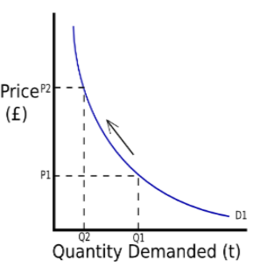 Price P2
(£)
P1
D1
Q2 Q1
Quantity Demanded (t)